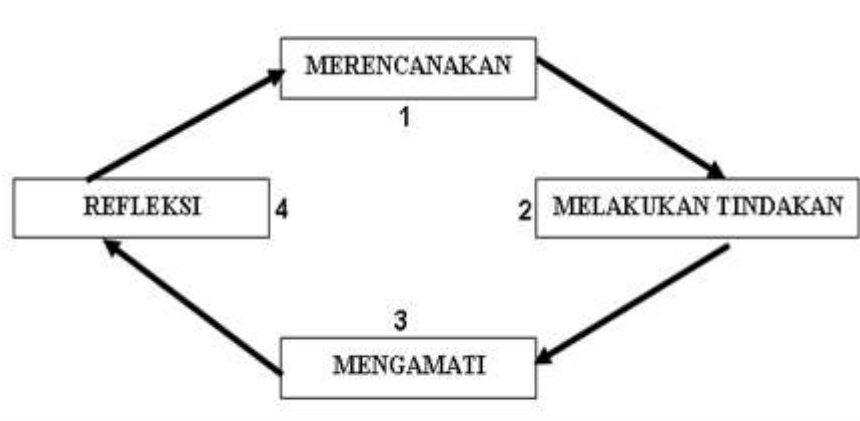 MERENCANAKAN
1
REFLEKSI
4
2
MELAKUKAN TINDAKAN
3
MENGAMATI